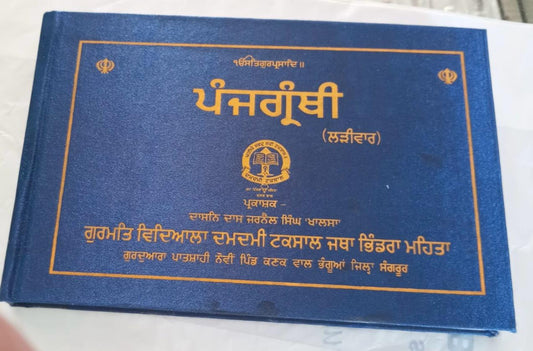 ੴਸਤਿਗੁਰਪ੍ਰਸਾਦਿ॥
ਪੰਜਗ੍ਰੰਥੀ
(ਲੜੀਵਾਰ)
ਪ੍ਰਕਾਸ਼ਕ -
ਦਾਸਨਿ ਦਾਸ ਜਰਨੈਲ ਸਿੰਘ 'ਖਾਲਸਾ'
ਗੁਰਮਤਿ ਵਿਦਿਆਲਾ ਦਮਦਮੀ ਟਕਸਾਲ ਜਥਾ ਭਿੰਡਰਾ ਮਹਿਤਾ
ਗੁਰਦੁਆਰਾ ਪਾਤਸ਼ਾਹੀ ਨੌਵੀਂ ਪਿੰਡ ਕਣਕ ਵਾਲ ਭੰਗੂਆਂ ਜਿਲ੍ਹਾ ਸੰਗਰੂਰ